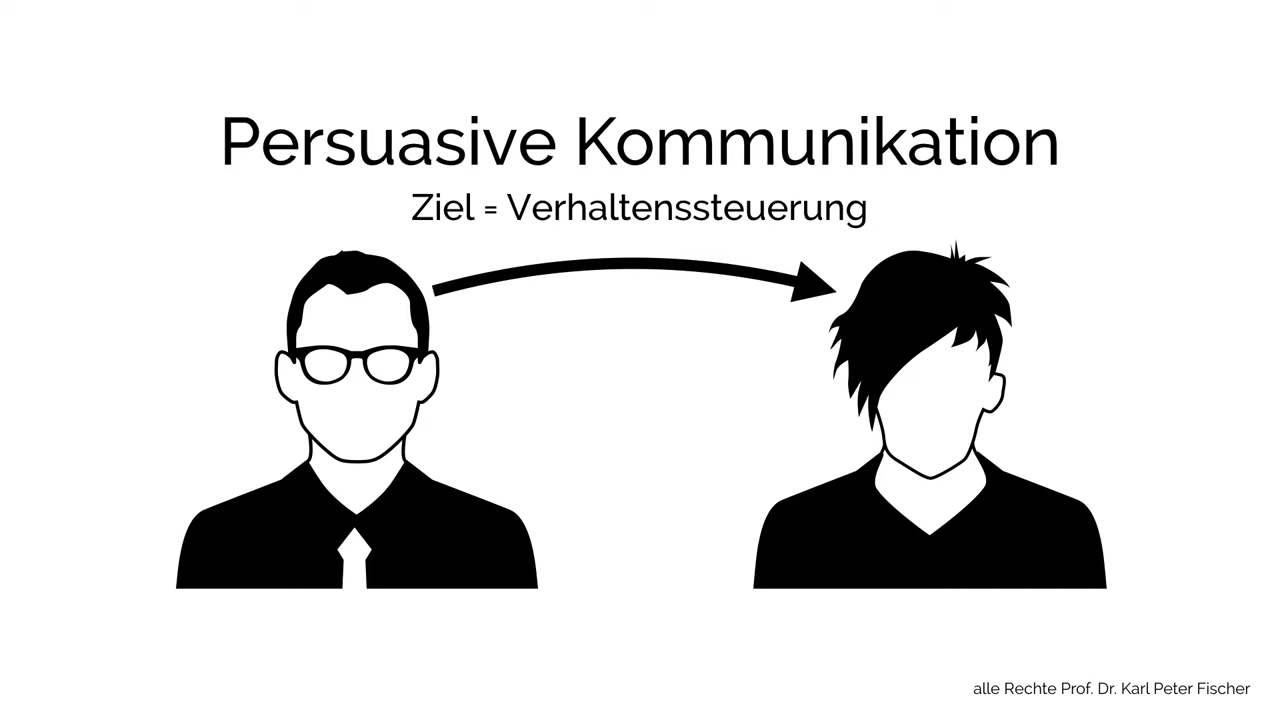 Persuasive Kommunikation
Ziel = Verhaltenssteuerung
alle Rechte Prof. Dr. Karl Peter Fischer